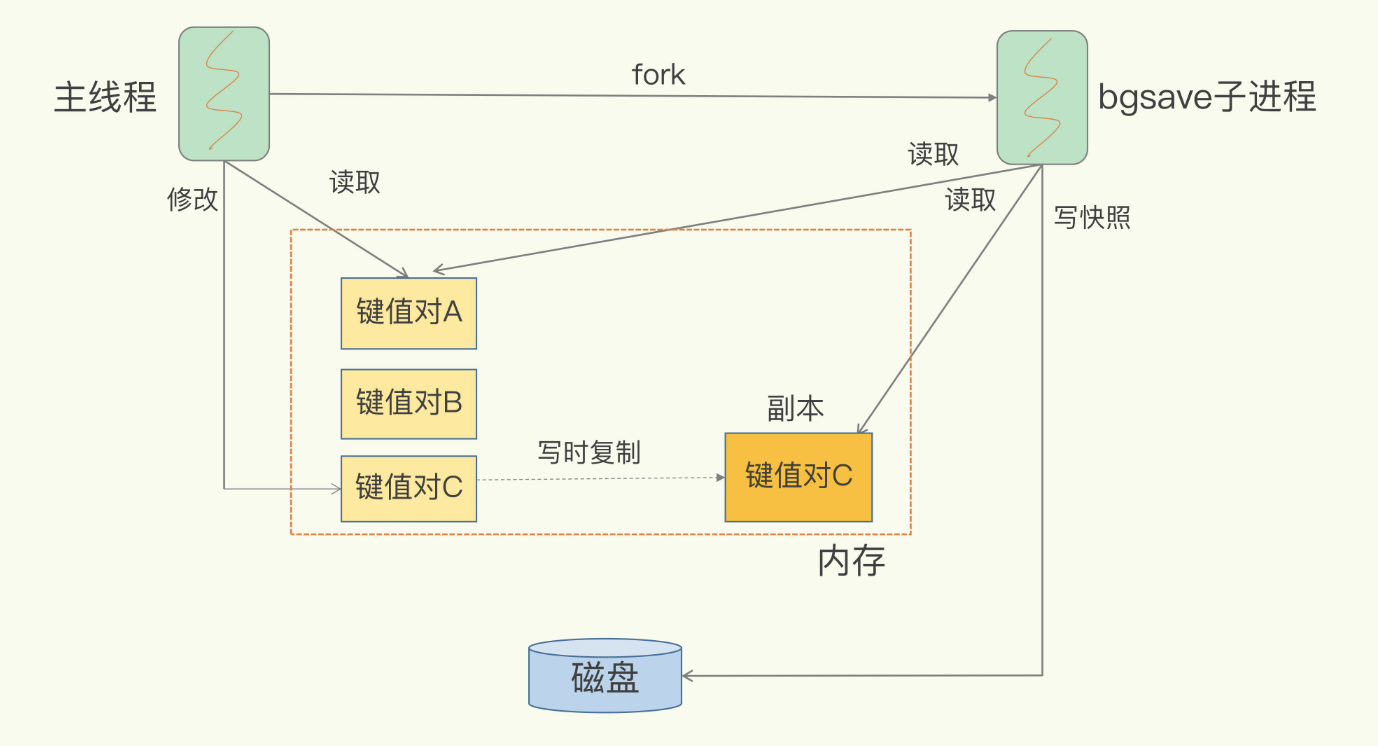 fork
主线程
bgsave子进程
读取
读取
修改
读取
写快照
键值对A
键值对B
副本
写时复制
键值对C
键值对C
内存
磁盘